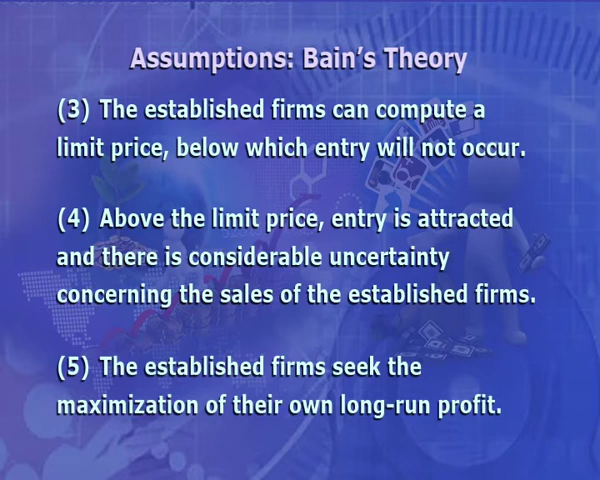 Assumptions: Bain's Theory
(3) The established firms can compute a
limit price, below which entry will not occur.
(4) Above the limit price, entry is attracted
and there is considerable uncertainty
concerning the sales of the established firms.
(5) The established firms seek the
maximization of their own long-run profit.